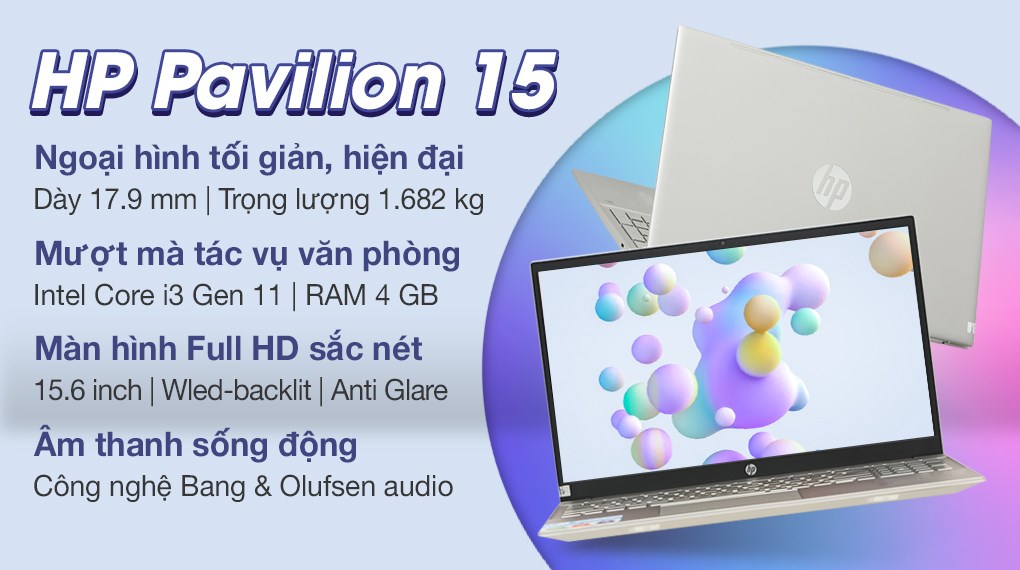 HP Pavilion 15
Ngoại hình tối giản, hiện đại
Dày 17.9 mm | Trọng lượng 1.682 kg
Mượt mà tác vụ văn phòng
Intel Core i3 Gen 11 | RAM 4 GB
Màn hình Full HD sắc nét
15.6 inch | Wled-backlit | Anti Glare
Âm thanh sống động
Công nghệ Bang & Olufsen audio
hp
hp